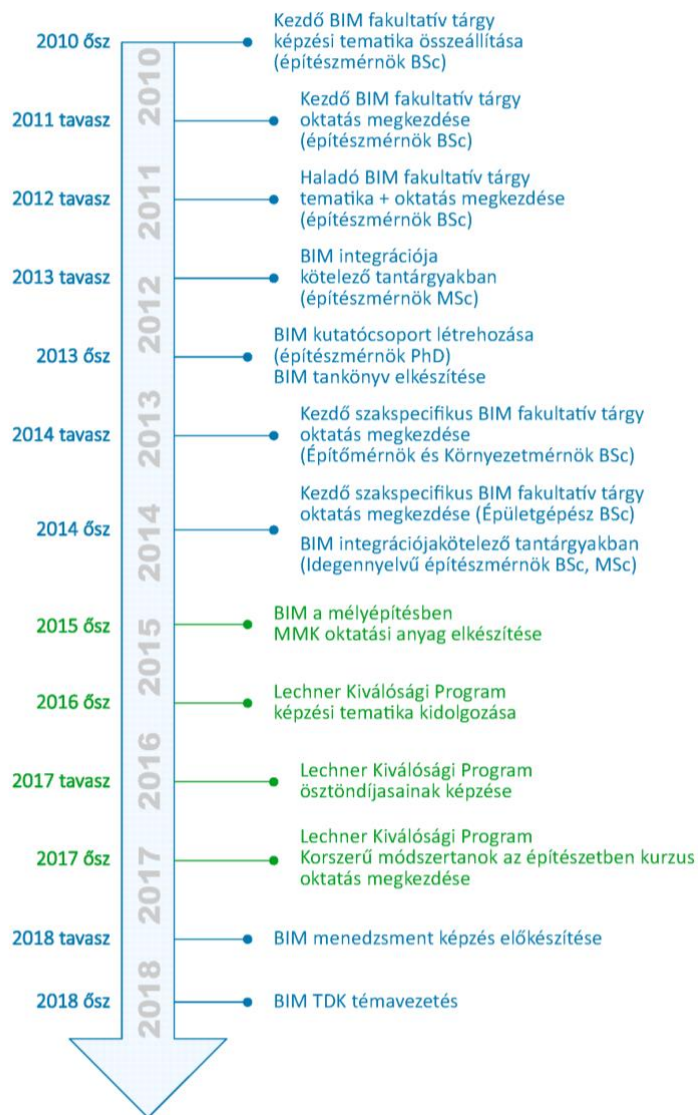 2010 ősz
Kezdő BIM fakultatív tárgy
képzési tematika összeállítása
(építészmérnök BSc)
2010
2011 tavasz
Kezdő BIM fakultatív tárgy
oktatás megkezdése
(építészmérnök BSc)
2011
2012 tavasz
Haladó BIM fakultatív tárgy
tematika + oktatás megkezdése
(építészmérnök BSc)
2012
2013 tavasz
BIM integrációja
kötelező tantárgyakban
(építészmérnök MSc)
2013 ősz
BIM kutatócsoport létrehozása
(építészmérnök PhD)
BIM tankönyv elkészítése
2013
2014 tavasz
Kezdő szakspecifikus BIM fakultatív tárgy
oktatás megkezdése
(Építőmérnök és Környezetmérnök BSc)
2014
2014 ősz
Kezdő szakspecifikus BIM fakultatív tárgy
oktatás megkezdése (Épületgépész BSc)
BIM integrációjakötelező tantárgyakban
(Idegennyelvű építészmérnök BSc, MSc)
2015
2015 ősz
BIM a mélyépítésben
MMK oktatási anyag elkészítése
2016 ősz
Lechner Kiválósági Program
képzési tematika kidolgozása
2016
2017 tavasz
Lechner Kiválósági Program
ösztöndíjasainak képzése
2017
2017 ősz
Lechner Kiválósági Program
Korszerű módszertanok az építészetben kurzus
oktatás megkezdése
2018 tavasz
BIM menedzsment képzés előkészítése
2018
2018 ősz
BIM TDK témavezetés